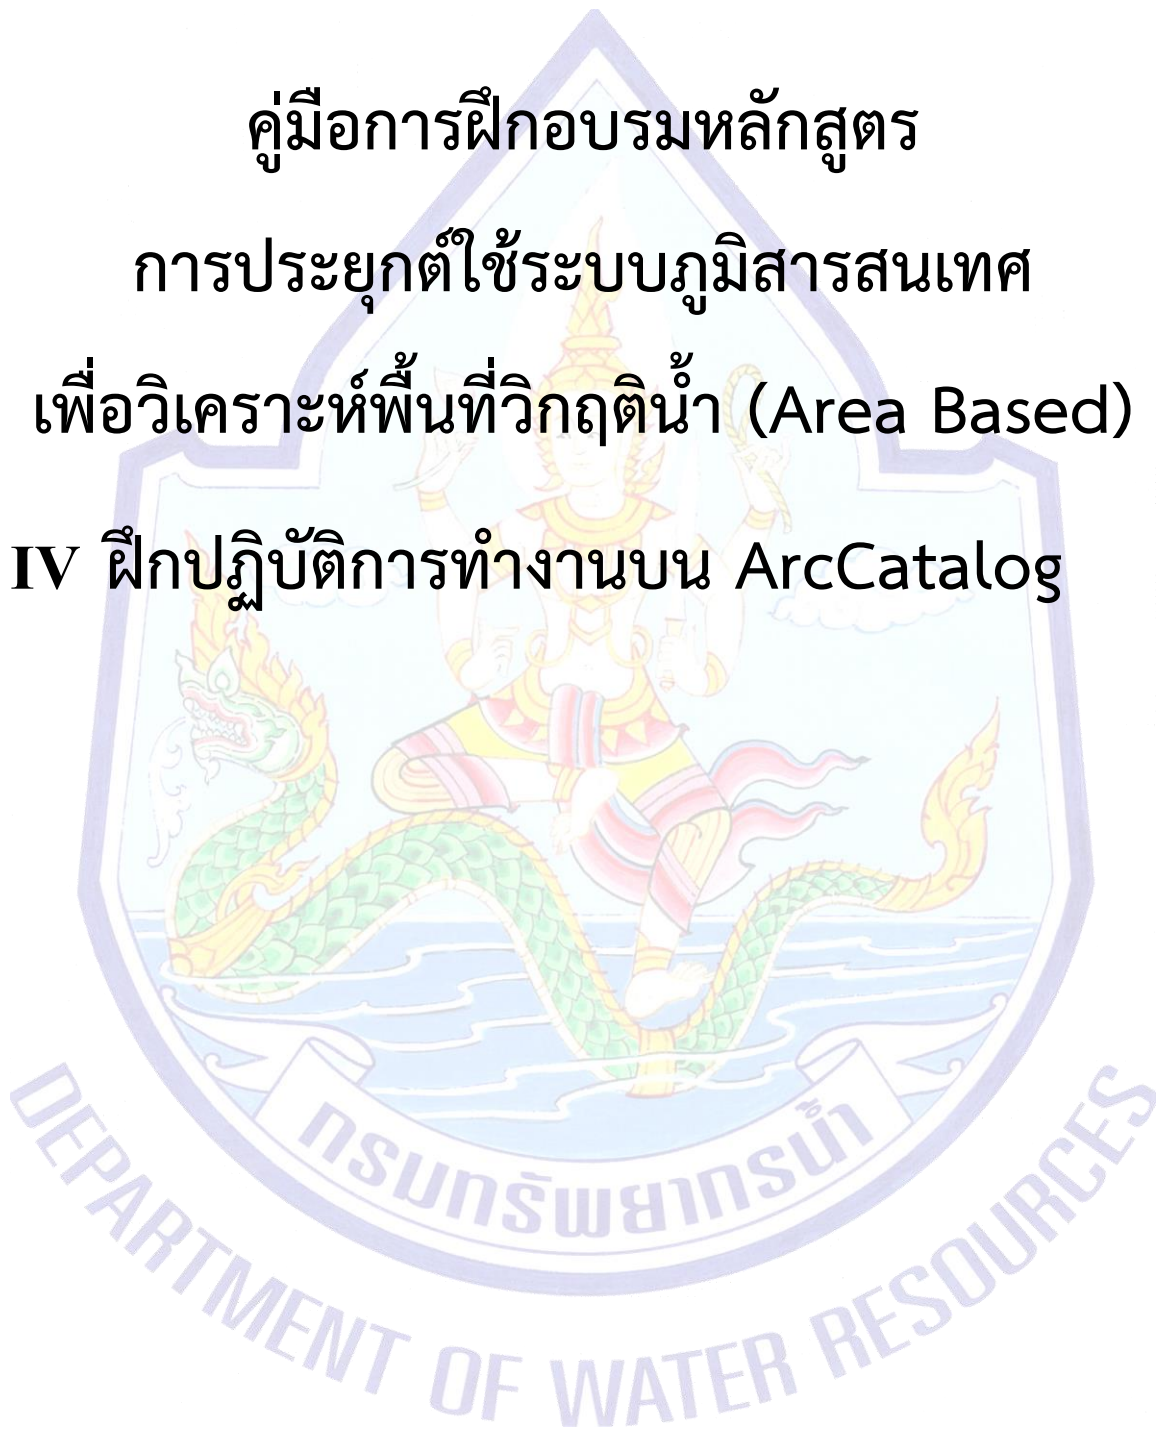 คู่มือการฝึกอบรมหลักสูตร
การประยุกต์ใช้ระบบภูมิสารสนเทศ
เพื่อวิเคราะห์พื้นที่วิกฤติน้ำ (Area Based)
IV ฝึกปฏิบัติการทำงานบน ArcCatalog
กรมทรัพยากรน้ำ
DEPARTMENT OF WATER RESOURCES